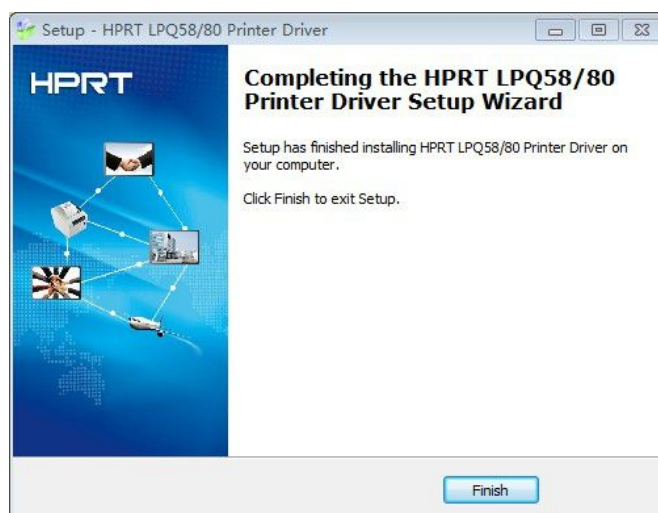 Setup - HPRT LPQ58/80 Printer Driver
HPRT
Completing the HPRT LPQ58/80
Printer Driver Setup Wizard
Setup has finished installing HPRT LPQ58/80 Printer Driver on
your computer.
Click Finish to exit Setup.
Finish